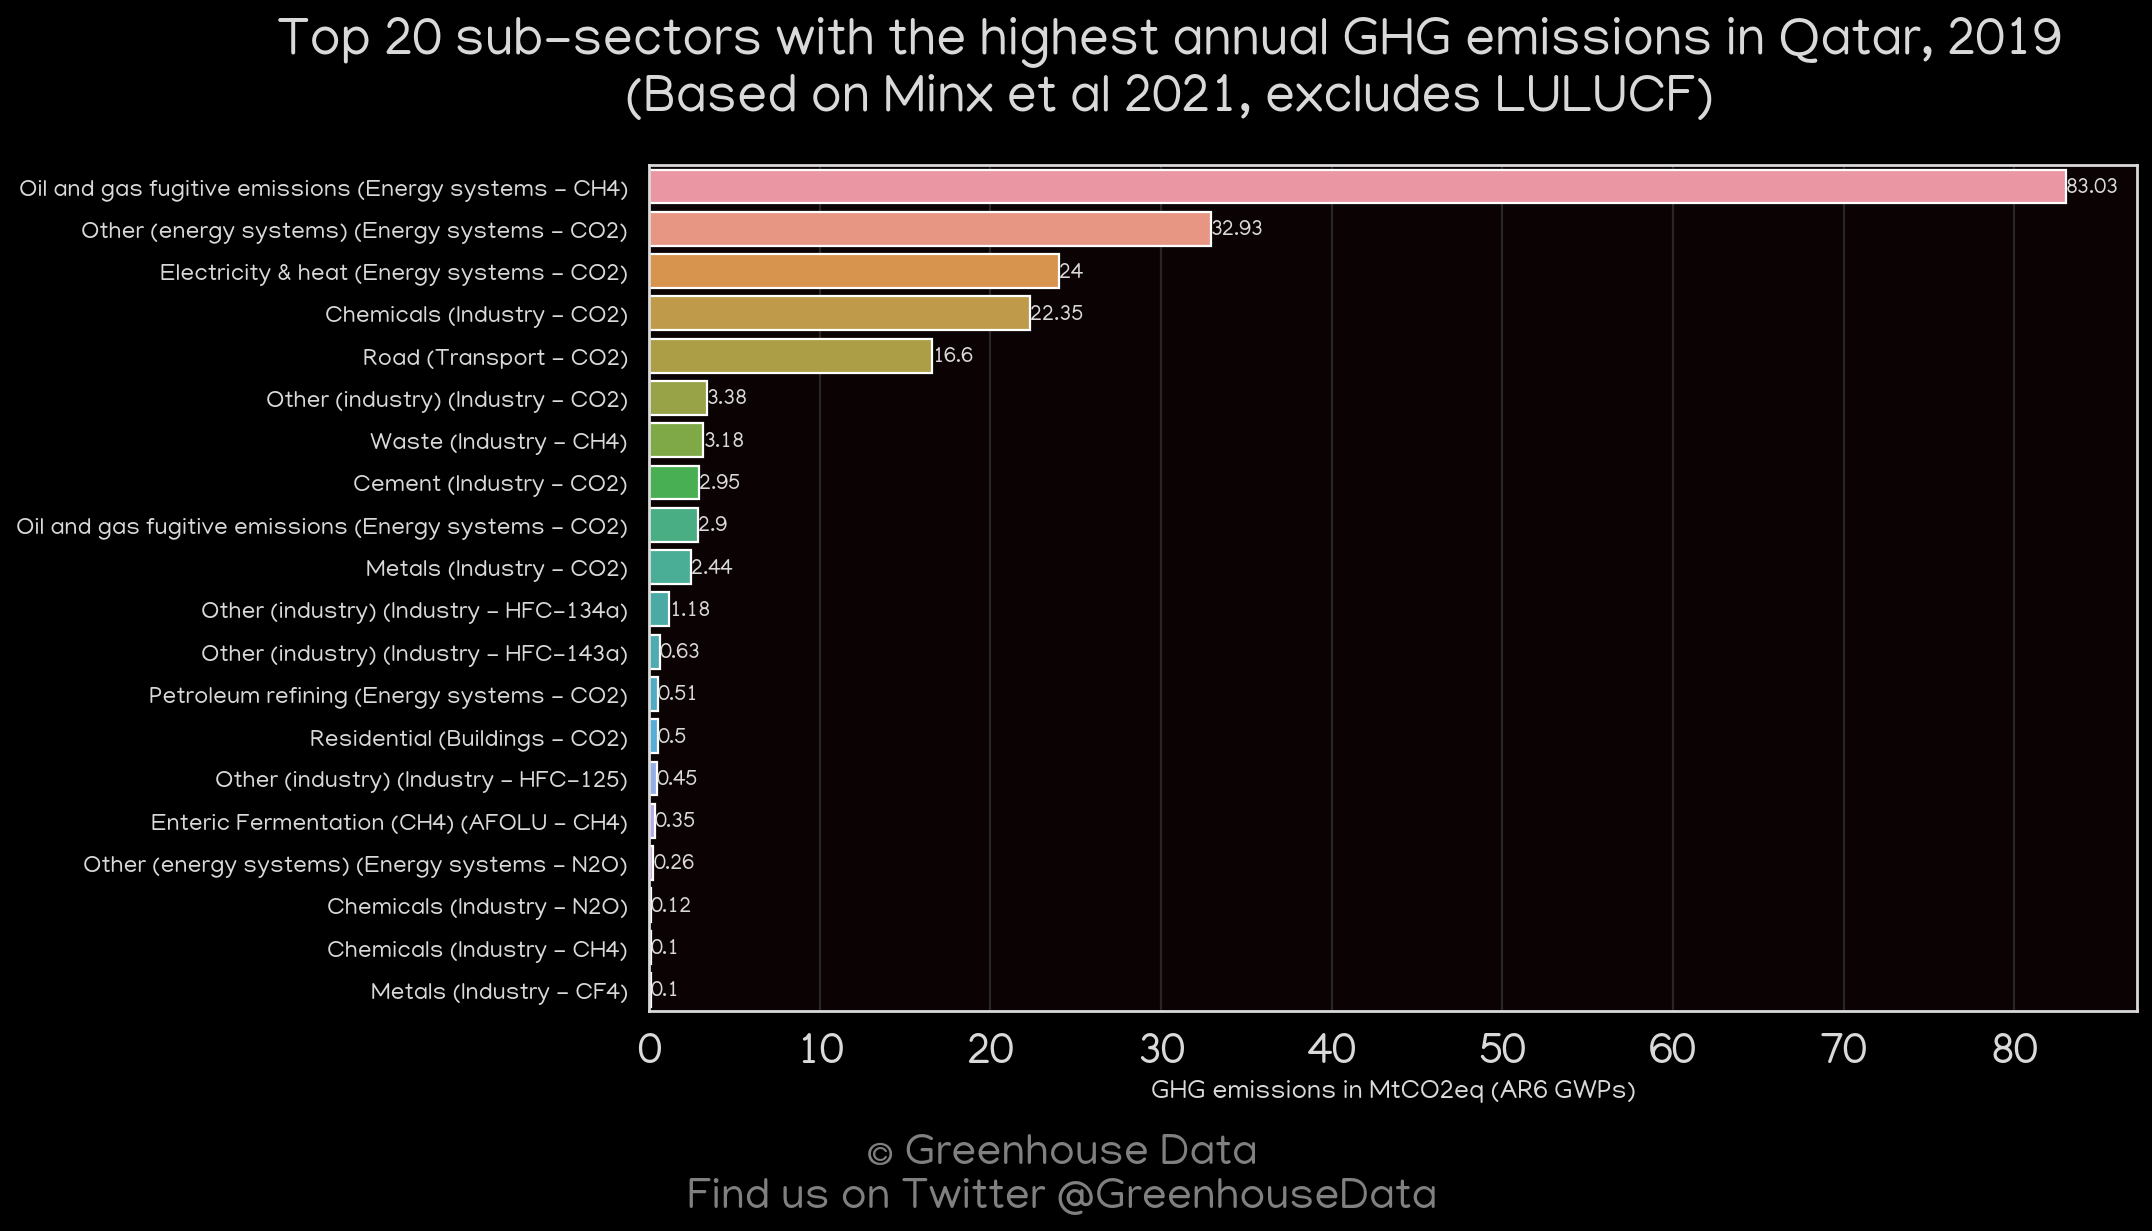 Top 20 sub-sectors with the highest annual GHG emissions in Qatar, 2019
(Based on Minx et al 2021, excludes LULUCF)
Oil and gas fugitive emissions (Energy systems - CH4) 83.03
Other (energy systems) (Energy systems - CO2) 32.93
Electricity & heat (Energy systems - CO2) 24
Chemicals (Industry - CO2) 22.35
Road (Transport - CO2) 16.6
Other (industry) (Industry - CO2) 3.38
Waste (Industry - CH4) 3.18
Cement (Industry - CO2) 2.95
Oil and gas fugitive emissions (Energy systems - CO2) 2.9
Metals (Industry - CO2) 2.44
Other (industry) (Industry - HFC-134a) 1.18
Other (industry) (Industry - HFC-143a) 0.63
Petroleum refining (Energy systems - CO2) 0.51
Residential (Buildings - CO2) 0.5
Other (industry) (Industry - HFC-125) 0.45
Enteric Fermentation (CH4) (AFOLU - CH4) 0.35
Other (energy systems) (Energy systems - N2O) 0.26
Chemicals (Industry - N2O) 0.12
Chemicals (Industry - CH4) 0.1
Metals (Industry - CF4) 0.1
0 10 20 30 40 50 60 70 80
GHG emissions in MtCO2eq (AR6 GWPs)
© Greenhouse Data
Find us on Twitter @GreenhouseData